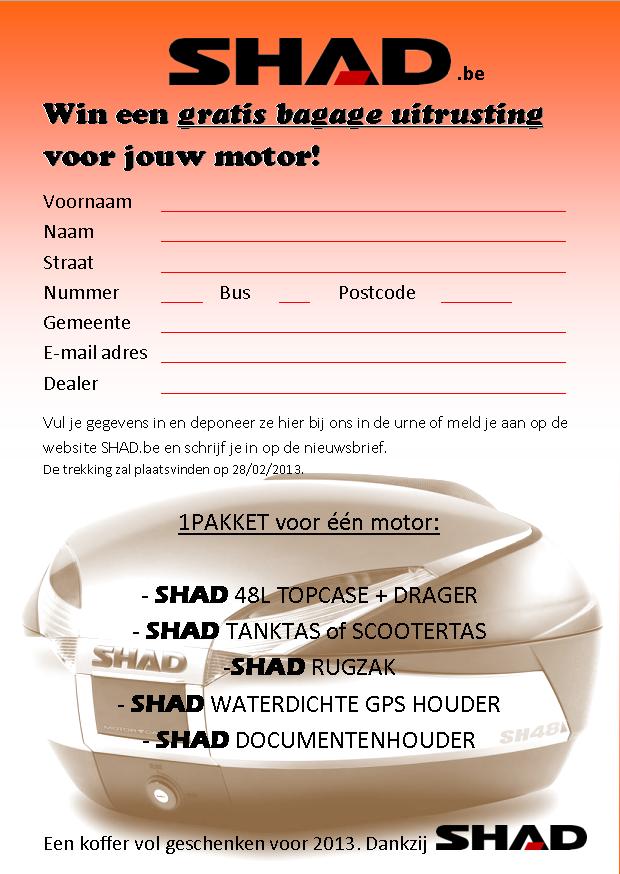 SHAD.be
Win een gratis bagage uitrusting
voor jouw motor!
Voornaam
Naam
Straat
Nummer Bus Postcode
Gemeente
E-mail adres
Dealer
Vul je gegevens in en deponeer ze hier bij ons in de urne of meld je aan op de
website SHAD.be en schrijf je in op de nieuwsbrief.
De trekking zal plaatsvinden op 28/02/2013.
1PAKKET voor één motor:
- SHAD 48L TOPCASE + DRAGER
- SHAD TANKTAS of SCOOTERTAS
SHAD
-SHAD RUGZAK
- SHAD WATERDICHTE GPS HOUDER
SH48
- SHAD DOCUMENTENHOUDER
Een koffer vol geschenken voor 2013. Dankzij SHAD